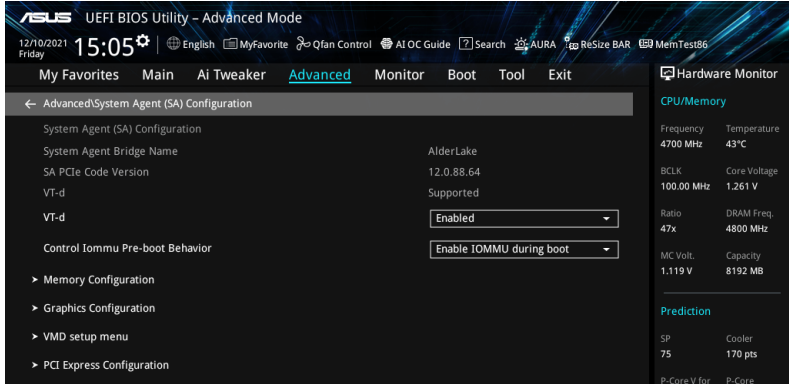 ASUS UEFI BIOS Utility – Advanced Mode
12/10/2021 Friday 15:05 English MyFavorite Qfan Control AI OC Guide ? Search AURA ReSize BAR MemTest86
My Favorites Main Ai Tweaker Advanced Monitor Boot Tool Exit
← Advanced\System Agent (SA) Configuration
System Agent (SA) Configuration
System Agent Bridge Name AlderLake
SA PCIe Code Version 12.0.88.64
VT-d Supported
VT-d Enabled
Control Iommu Pre-boot Behavior Enable IOMMU during boot
> Memory Configuration
> Graphics Configuration
> VMD setup menu
> PCI Express Configuration
Hardware Monitor
CPU/Memory
Frequency Temperature
4700 MHz 43°C
BCLK Core Voltage
100.00 MHz 1.261 V
Ratio DRAM Freq.
47x 4800 MHz
MC Volt. Capacity
1.119 V 8192 MB
Prediction
SP Cooler
75 170 pts
P-Core V for P-Core